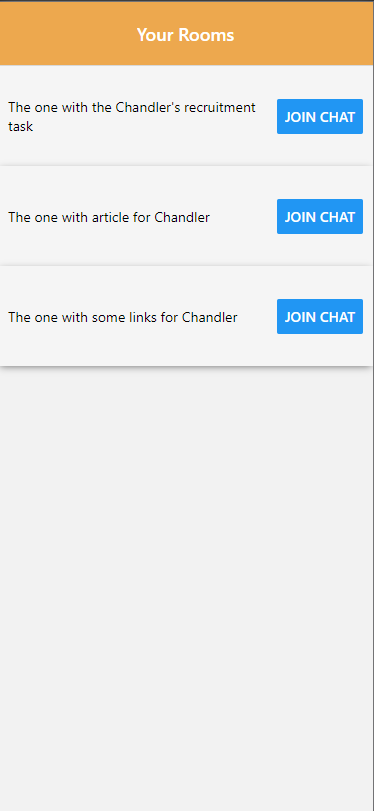 Your Rooms
The one with the Chandler's recruitment
task
JOIN CHAT
The one with article for Chandler
JOIN CHAT
The one with some links for Chandler
JOIN CHAT